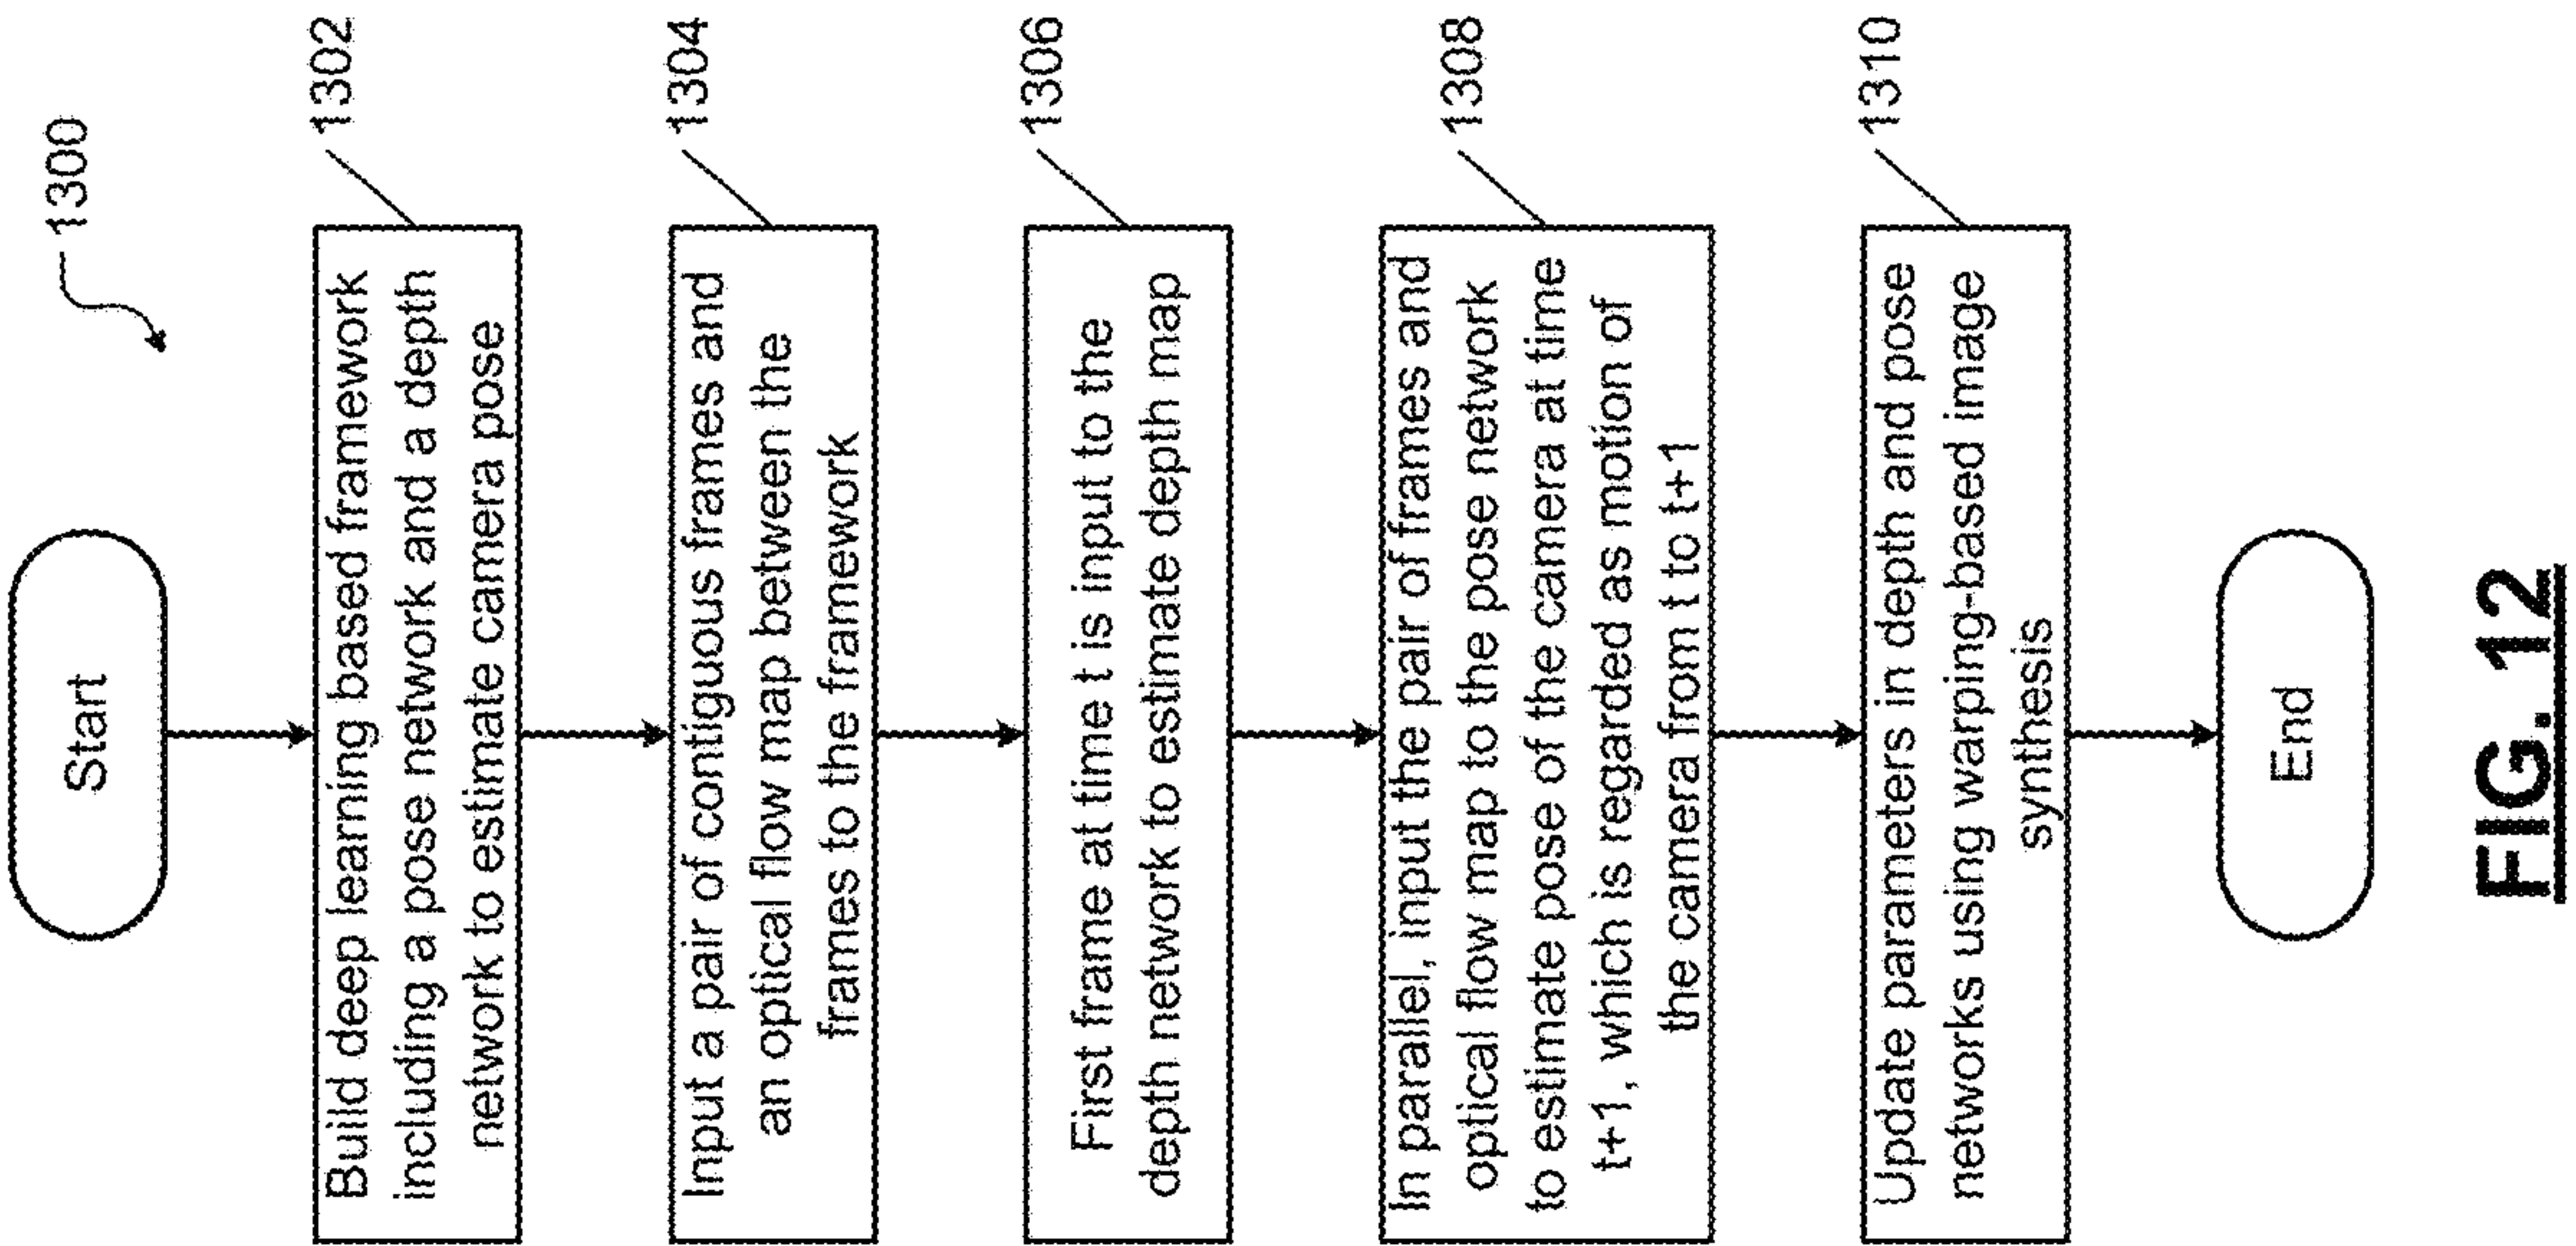 1300
Start
1302
Build deep learning based framework
including a pose network and a depth
network to estimate camera pose
1304
Input a pair of contiguous frames and
an optical flow map between the
frames to the framework
1306
First frame at time t is input to the
depth network to estimate depth map
1308
In parallel, input the pair of frames and
optical flow map to the pose network
to estimate pose of the camera at time
t+1, which is regarded as motion of
the camera from t to t+1
1310
Update parameters in depth and pose
networks using warping-based image
synthesis
End
FIG. 12